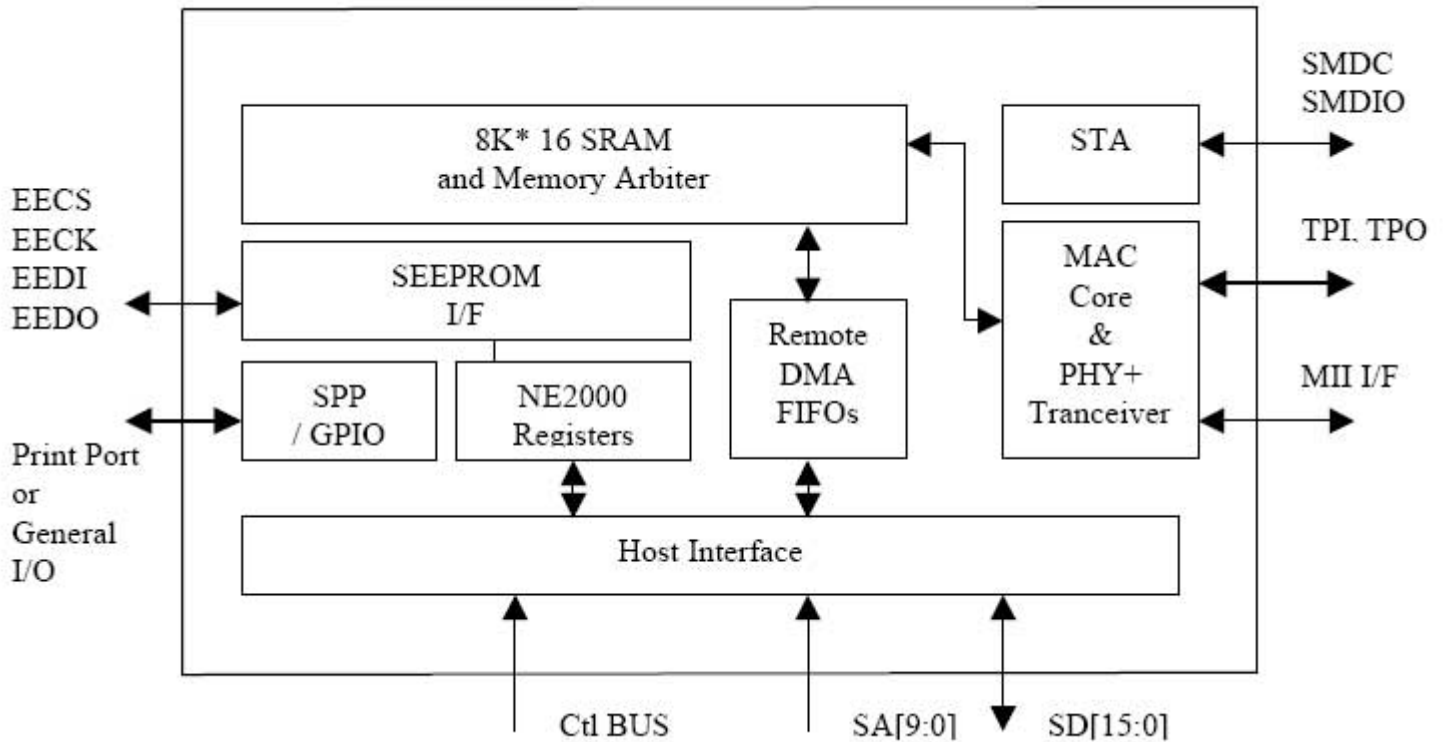 SMDC
SMDIO
8K* 16 SRAM
and Memory Arbiter
STA
EECS
EECK
EEDI
EEDO
TPI, TPO
SEEPROM
I/F
MAC
Core
&
PHY+
Tranceiver
Remote
DMA
FIFOs
MII I/F
SPP
/ GPIO
NE2000
Registers
Print Port
or
General
I/O
Host Interface
Ctl BUS
SA[9:0]
SD[15:0]